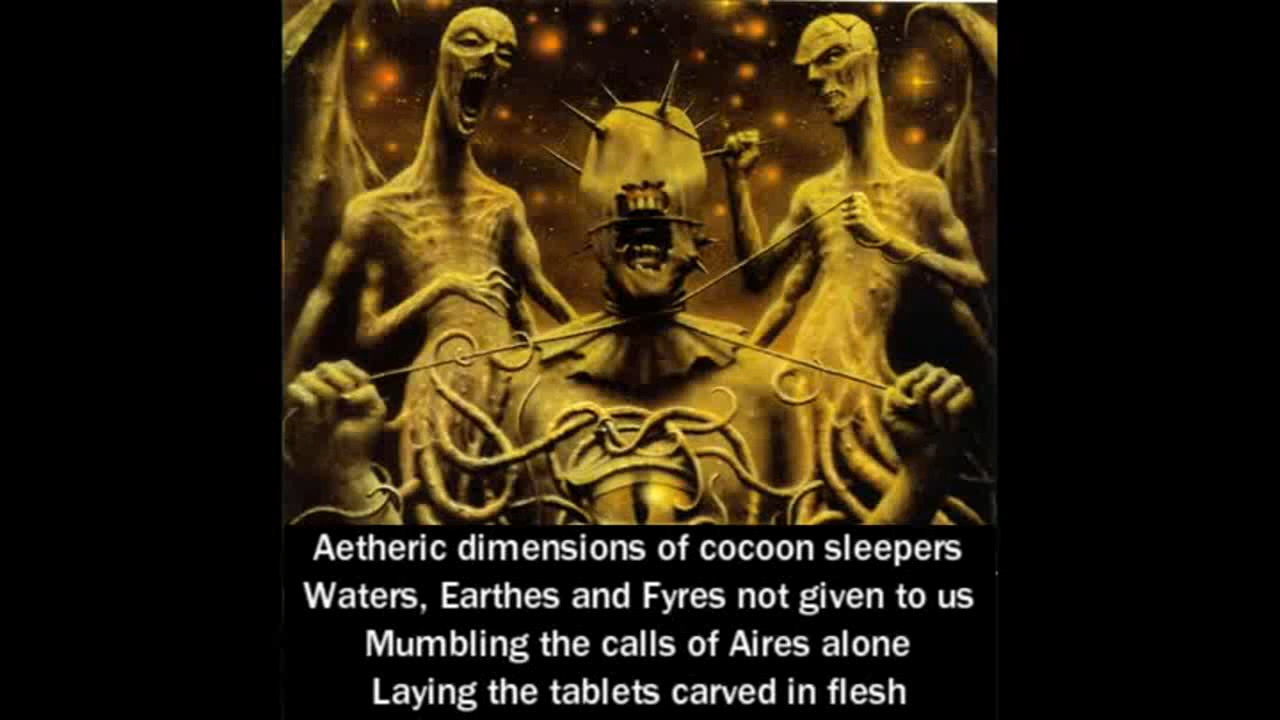 Aetheric dimensions of cocoon sleepers
Waters, Earthes and Fyres not given to us
Mumbling the calls of Aires alone
Laying the tablets carved in flesh